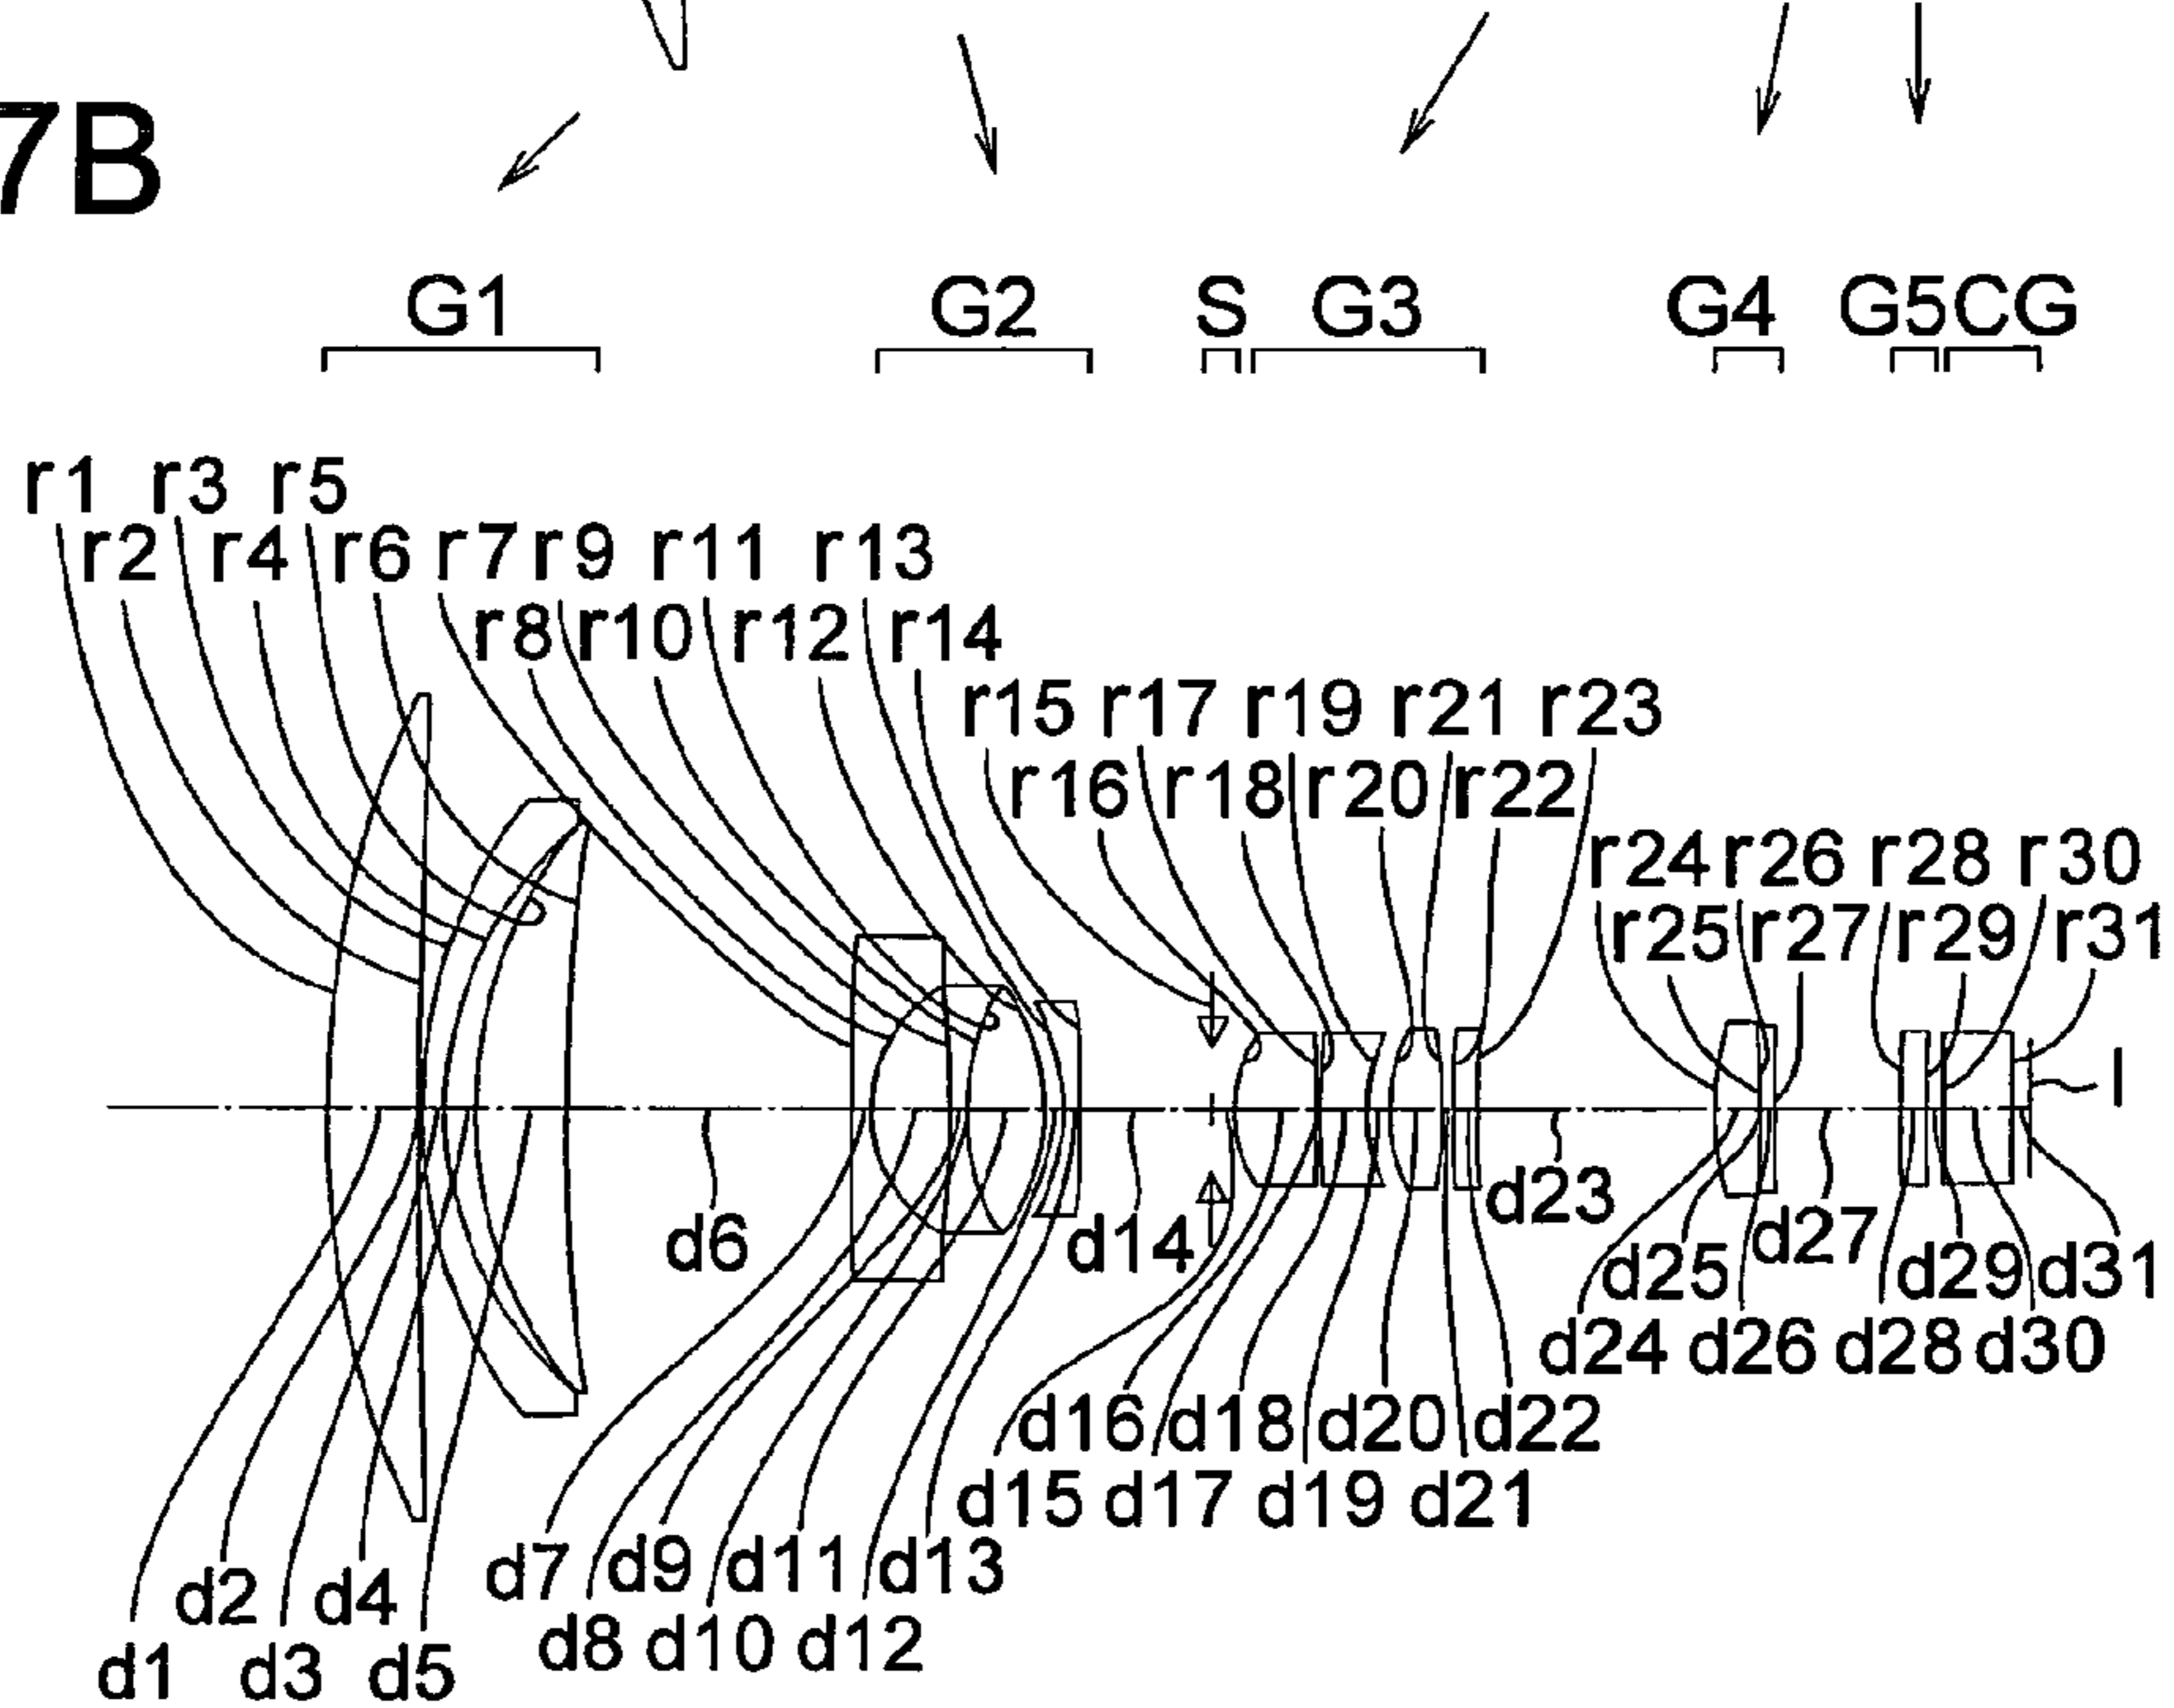 7B
G1 G2 S G3 G4 G5 CG
r1 r3 r5
r2 r4 r6 r7 r9 r11 r13
r8 r10 r12 r14
r15 r17 r19 r21 r23
r16 r18 r20 r22
r24 r26 r28 r30
r25 r27 r29 r31
I
d23
d6 d14 d27
d25 d29 d31
d24 d26 d28 d30
d16 d18 d20 d22
d15 d17 d19 d21
d7 d9 d11 d13
d2 d4
d8 d10 d12
d1 d3 d5